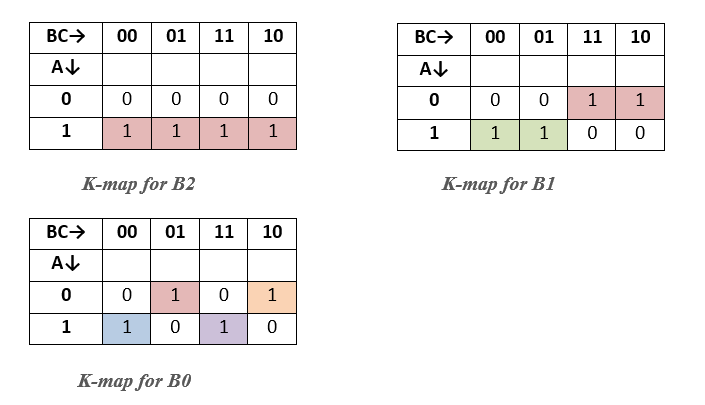 BC→ 00 01 11 10
A↓
0 0 0 0 0
1 1 1 1 1
K-map for B2
BC→ 00 01 11 10
A↓
0 0 0 1 1
1 1 1 0 0
K-map for B1
BC→ 00 01 11 10
A↓
0 0 1 0 1
1 1 0 1 0
K-map for B0